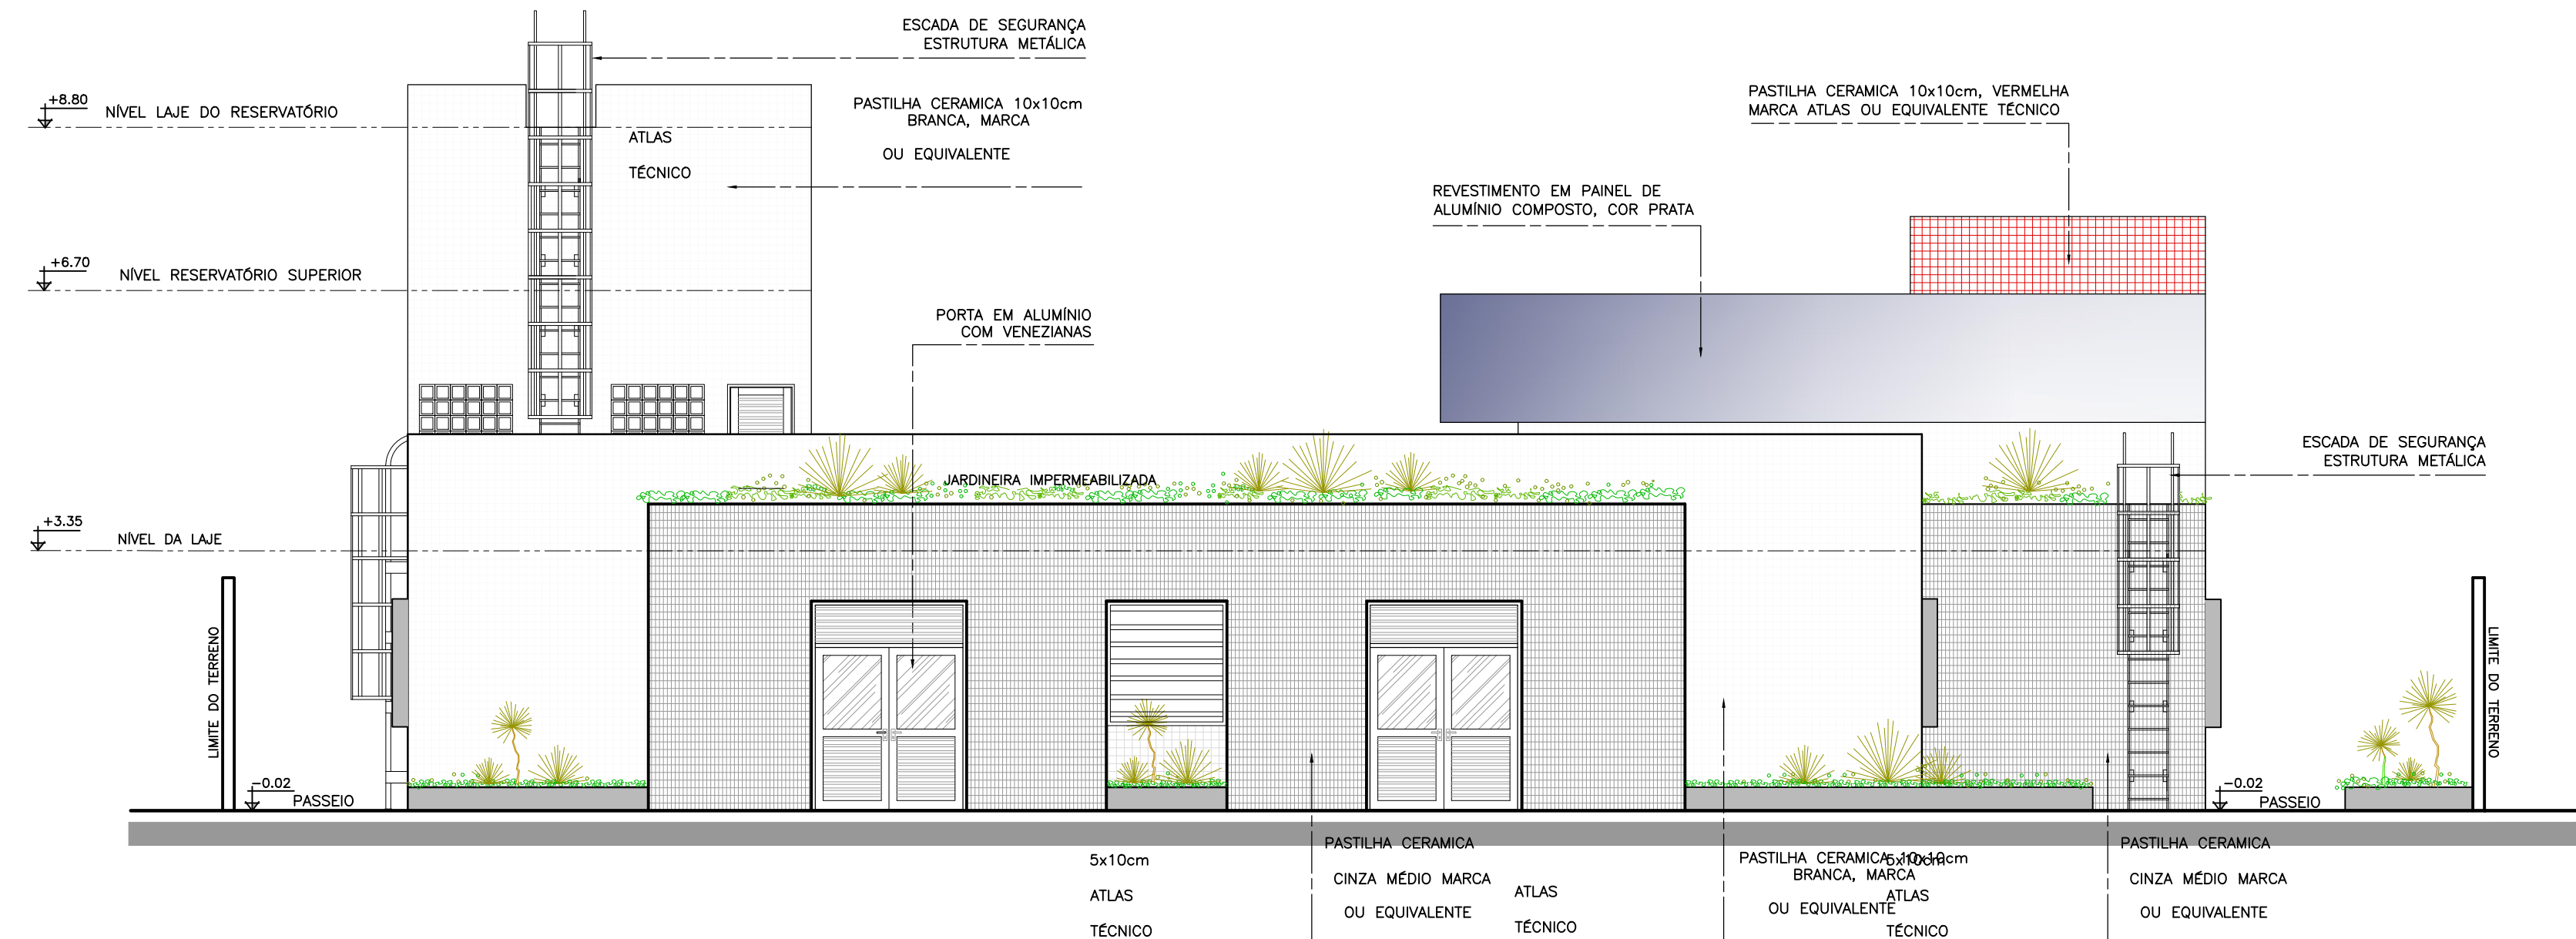 ESCADA DE SEGURANÇA
ESTRUTURA METÁLICA
+8.80
NÍVEL LAJE DO RESERVATÓRIO
PASTILHA CERAMICA 10x10cm
BRANCA, MARCA
ATLAS
OU EQUIVALENTE
TÉCNICO
PASTILHA CERAMICA 10x10cm, VERMELHA
MARCA ATLAS OU EQUIVALENTE TÉCNICO
REVESTIMENTO EM PAINEL DE
ALUMÍNIO COMPOSTO, COR PRATA
+6.70
NÍVEL RESERVATÓRIO SUPERIOR
PORTA EM ALUMÍNIO
COM VENEZIANAS
ESCADA DE SEGURANÇA
ESTRUTURA METÁLICA
JARDINEIRA IMPERMEABILIZADA
+3.35
NÍVEL DA LAJE
LIMITE DO TERRENO
LIMITE DO TERRENO
-0.02
PASSEIO
-0.02
PASSEIO
PASTILHA CERAMICA
5x10cm
CINZA MÉDIO MARCA
ATLAS
OU EQUIVALENTE
TÉCNICO
PASTILHA CERAMICA 10x10cm
BRANCA, MARCA
ATLAS
OU EQUIVALENTE
TÉCNICO
PASTILHA CERAMICA
5x10cm
CINZA MÉDIO MARCA
ATLAS
OU EQUIVALENTE
TÉCNICO